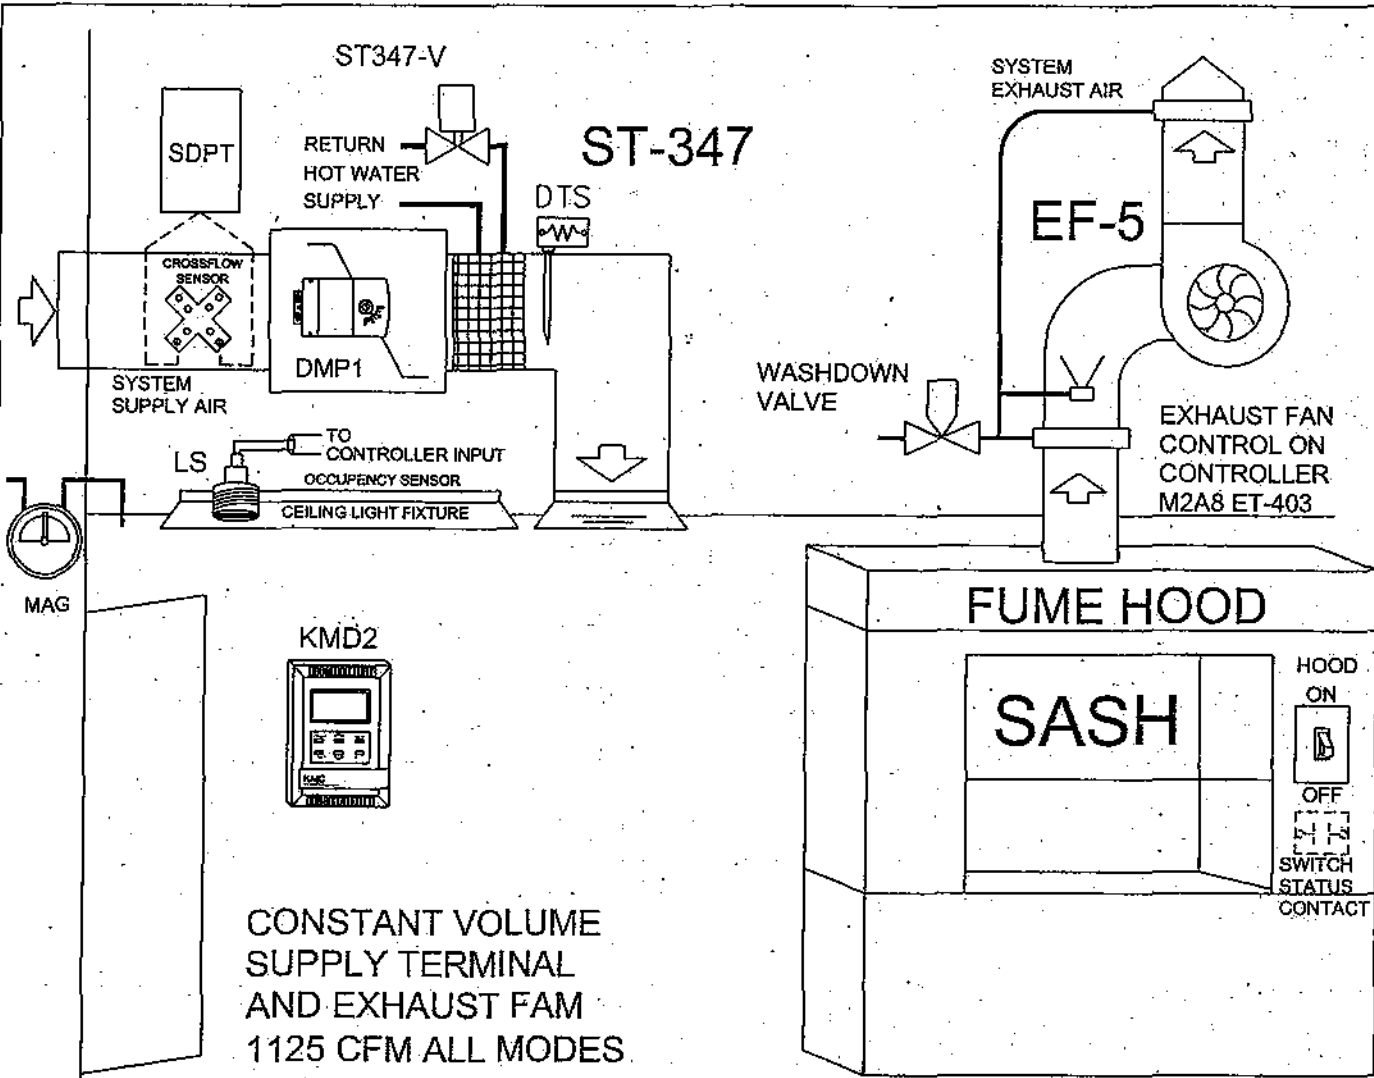 ST347-V
SYSTEM
EXHAUST AIR
SDPT
RETURN
HOT WATER
SUPPLY
ST-347
DTS
EF-5
CROSSFLOW
SENSOR
DMP1
SYSTEM
SUPPLY AIR
WASHDOWN
VALVE
EXHAUST FAN
CONTROL ON
CONTROLLER
M2A8 ET-403
TO
CONTROLLER INPUT
LS
OCCUPENCY SENSOR
CEILING LIGHT FIXTURE
MAG
FUME HOOD
KMD2
HOOD
ON
SASH
KMC
OFF
SWITCH
STATUS
CONTACT
CONSTANT VOLUME
SUPPLY TERMINAL
AND EXHAUST FAM
1125 CFM ALL MODES